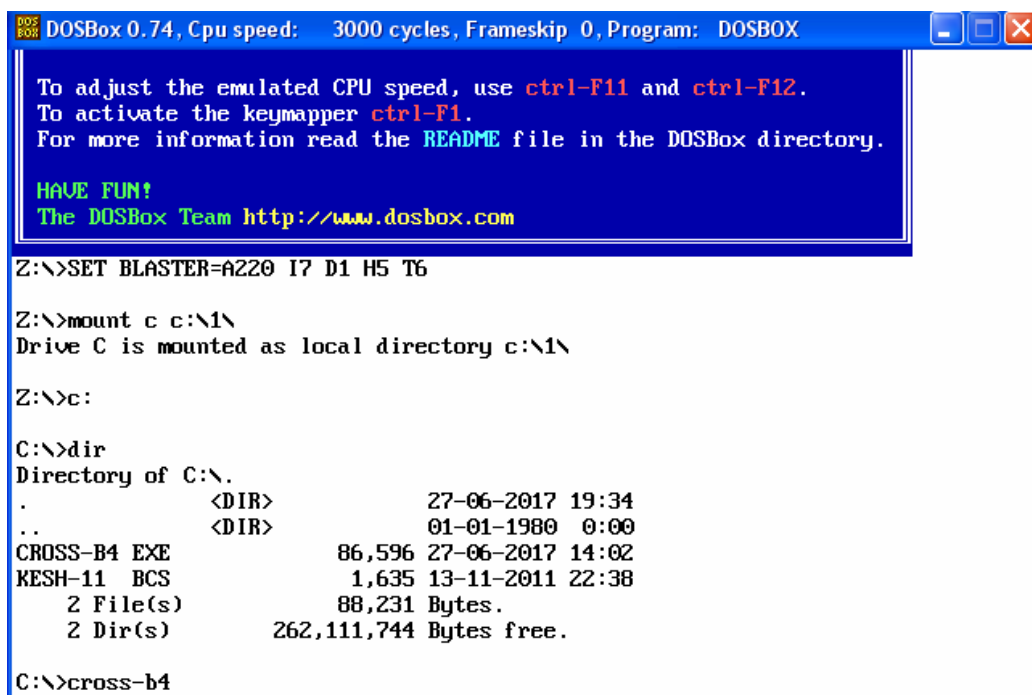 DOSBox 0.74, Cpu speed: 3000 cycles, Frameskip 0, Program: DOSBOX
To adjust the emulated CPU speed, use ctrl-F11 and ctrl-F12.
To activate the keymapper ctrl-F1.
For more information read the README file in the DOSBox directory.
HAVE FUN!
The DOSBox Team http://www.dosbox.com
Z:\>SET BLASTER=A220 I7 D1 H5 T6
Z:\>mount c c:\1\
Drive C is mounted as local directory c:\1\
Z:\>c:
C:\>dir
Directory of C:\.
. <DIR> 27-06-2017 19:34
.. <DIR> 01-01-1980 0:00
CROSS-B4 EXE 86,596 27-06-2017 14:02
KESH-11 BCS 1,635 13-11-2011 22:38
2 File(s) 88,231 Bytes.
2 Dir(s) 262,111,744 Bytes free.
C:\>cross-b4